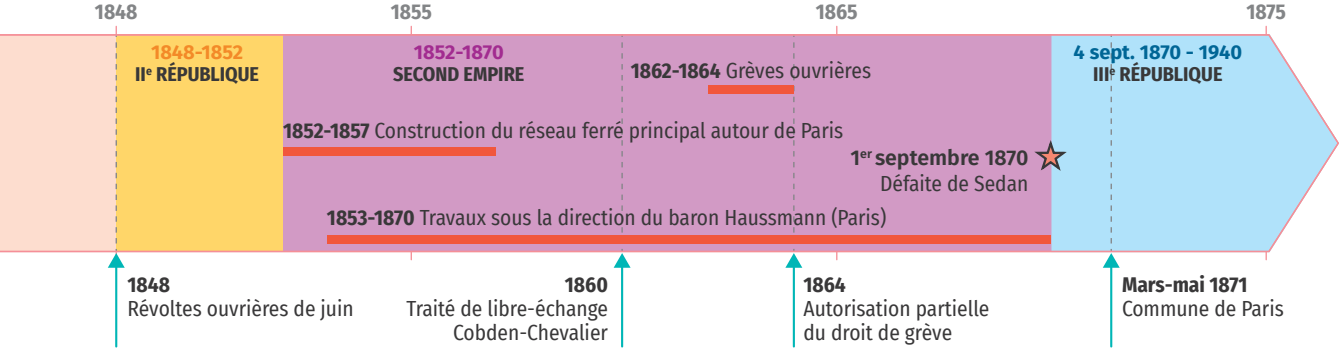 1848
1855
1865
1875
1848-1852
IIe RÉPUBLIQUE
1852-1870
SECOND EMPIRE
1862-1864 Grèves ouvrières
4 sept. 1870 - 1940
IIIe RÉPUBLIQUE
1852-1857 Construction du réseau ferré principal autour de Paris
1er septembre 1870
Défaite de Sedan
1853-1870 Travaux sous la direction du baron Haussmann (Paris)
1848
Révoltes ouvrières de juin
1860
Traité de libre-échange
Cobden-Chevalier
1864
Autorisation partielle
du droit de grève
Mars-mai 1871
Commune de Paris